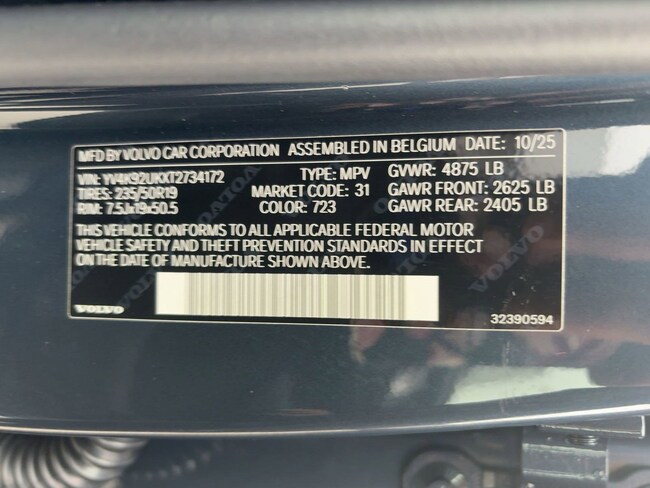 MFD BY VOLVO CAR CORPORATION ASSEMBLED IN BELGIUM DATE: 10/25
VIN: YV4K92UKXT2734172 TYPE: MPV GVWR: 4875 LB
TIRES: 235/50R19 MARKET CODE: 31 GAWR FRONT: 2625 LB
RIM: 7.5Jx19x50.5 COLOR: 723 GAWR REAR: 2405 LB
THIS VEHICLE CONFORMS TO ALL APPLICABLE FEDERAL MOTOR
VEHICLE SAFETY AND THEFT PREVENTION STANDARDS IN EFFECT
ON THE DATE OF MANUFACTURE SHOWN ABOVE.
VOLVO 32390594